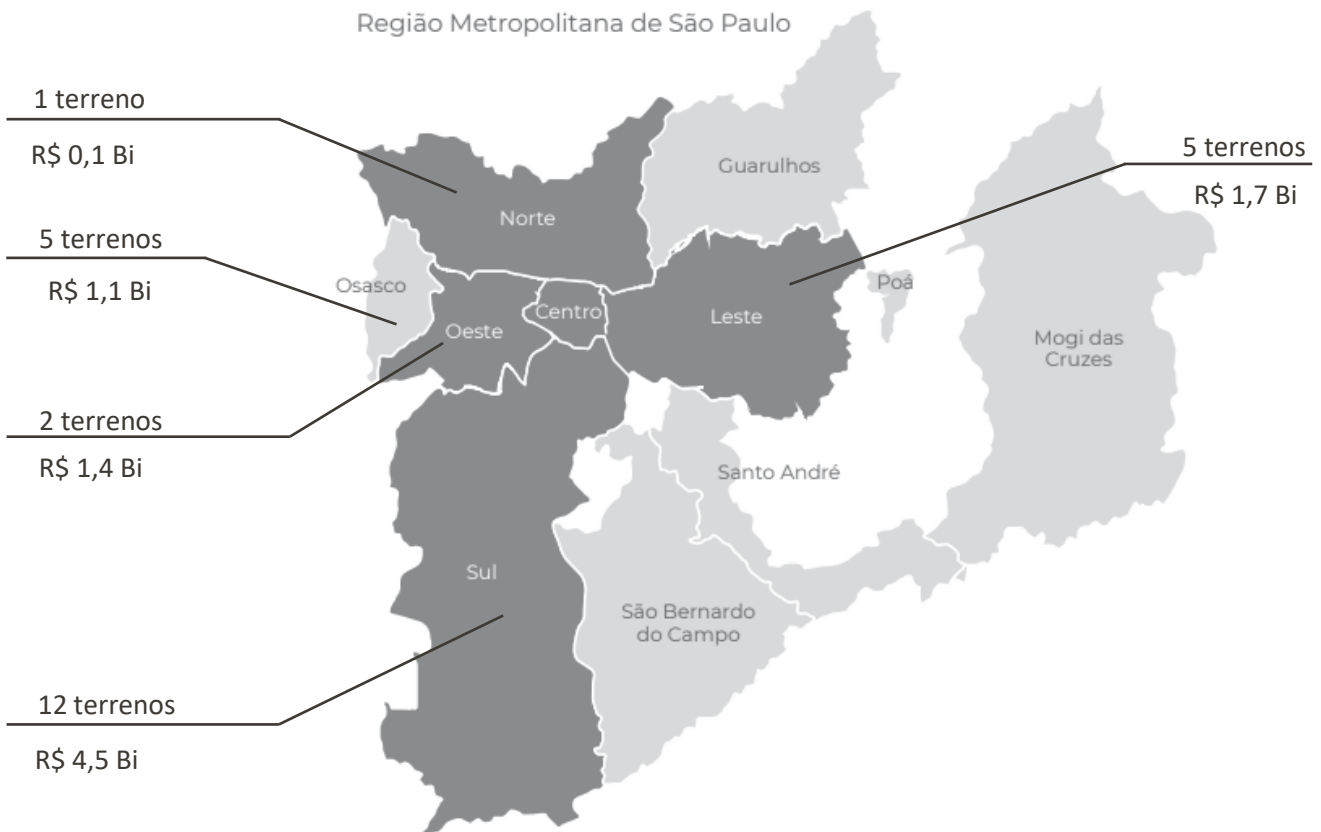 Região Metropolitana de São Paulo
1 terreno
R$ 0,1 Bi
5 terrenos
R$ 1,7 Bi
Guarulhos
Norte
5 terrenos
R$ 1,1 Bi
Osasco
Poá
Centro
Oeste
Leste
Mogi das
Cruzes
2 terrenos
R$ 1,4 Bi
Santo André
Sul
São Bernardo
do Campo
12 terrenos
R$ 4,5 Bi